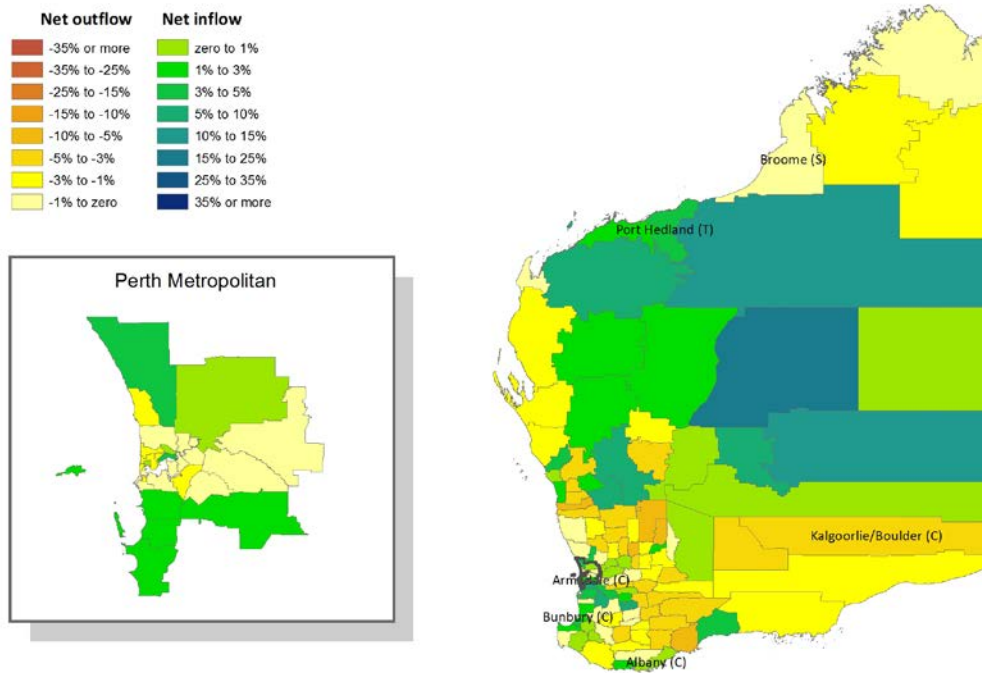 Net outflow Net inflow
-35% or more zero to 1%
-35% to -25% 1% to 3%
-25% to -15% 3% to 5%
-15% to -10% 5% to 10%
-10% to -5% 10% to 15%
-5% to -3% 15% to 25%
-3% to -1% 25% to 35%
-1% to zero 35% or more
Perth Metropolitan
Broome (S)
Port Hedland (T)
Kalgoorlie/Boulder (C)
Armadale (C)
Bunbury (C)
Albany (C)